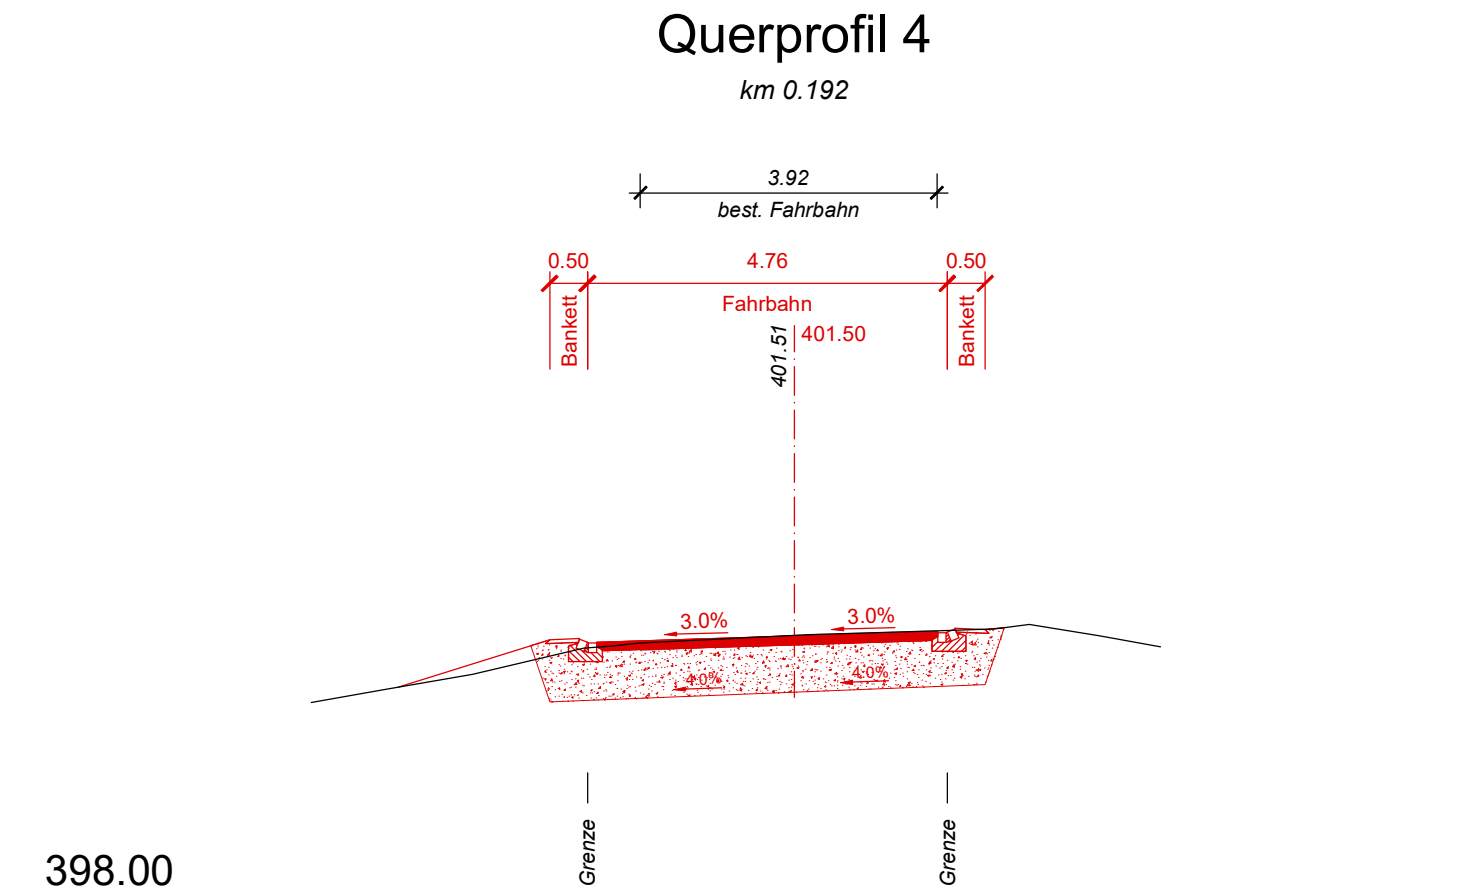 Querprofil 4
km 0.192
3.92
best. Fahrbahn
0.50 4.76 0.50
Bankett Fahrbahn Bankett
401.51 401.50
3.0% 3.0%
4.0% 4.0%
Grenze Grenze
398.00